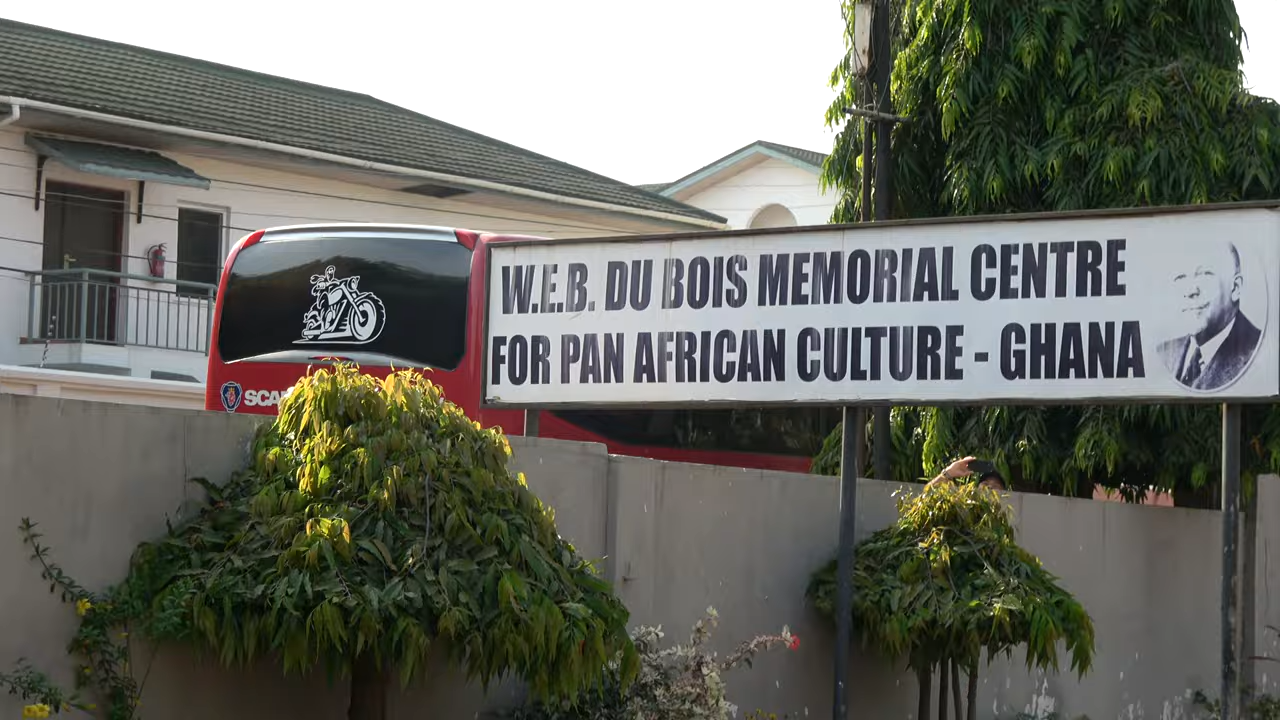 W.E.B. DU BOIS MEMORIAL CENTRE
FOR PAN AFRICAN CULTURE - GHANA